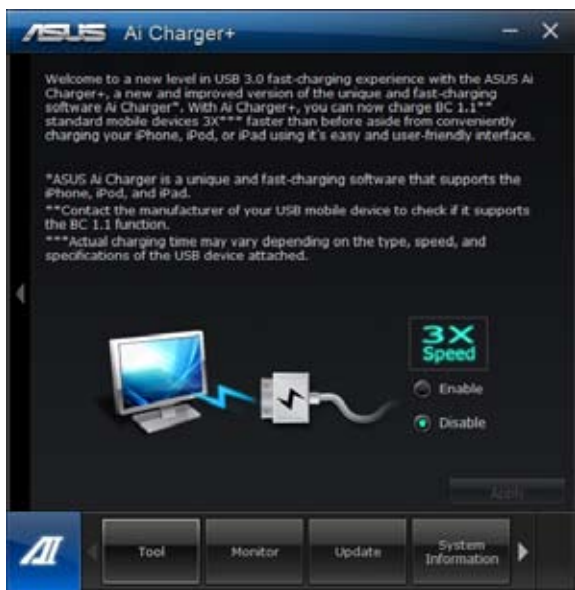 ASUS Ai Charger+
Welcome to a new level in USB 3.0 fast-charging experience with the ASUS Ai
Charger+, a new and improved version of the unique and fast-charging
software Ai Charger*. With Ai Charger+, you can now charge BC 1.1**
standard mobile devices 3X*** faster than before aside from conveniently
charging your iPhone, iPod, or iPad using it's easy and user-friendly interface.
*ASUS Ai Charger is a unique and fast-charging software that supports the
iPhone, iPod, and iPad.
**Contact the manufacturer of your USB mobile device to check if it supports
the BC 1.1 function.
***Actual charging time may vary depending on the type, speed, and
specifications of the USB device attached.
3X
Speed
Enable
Disable
Apply
AI
Tool
Monitor
Update
System
Information